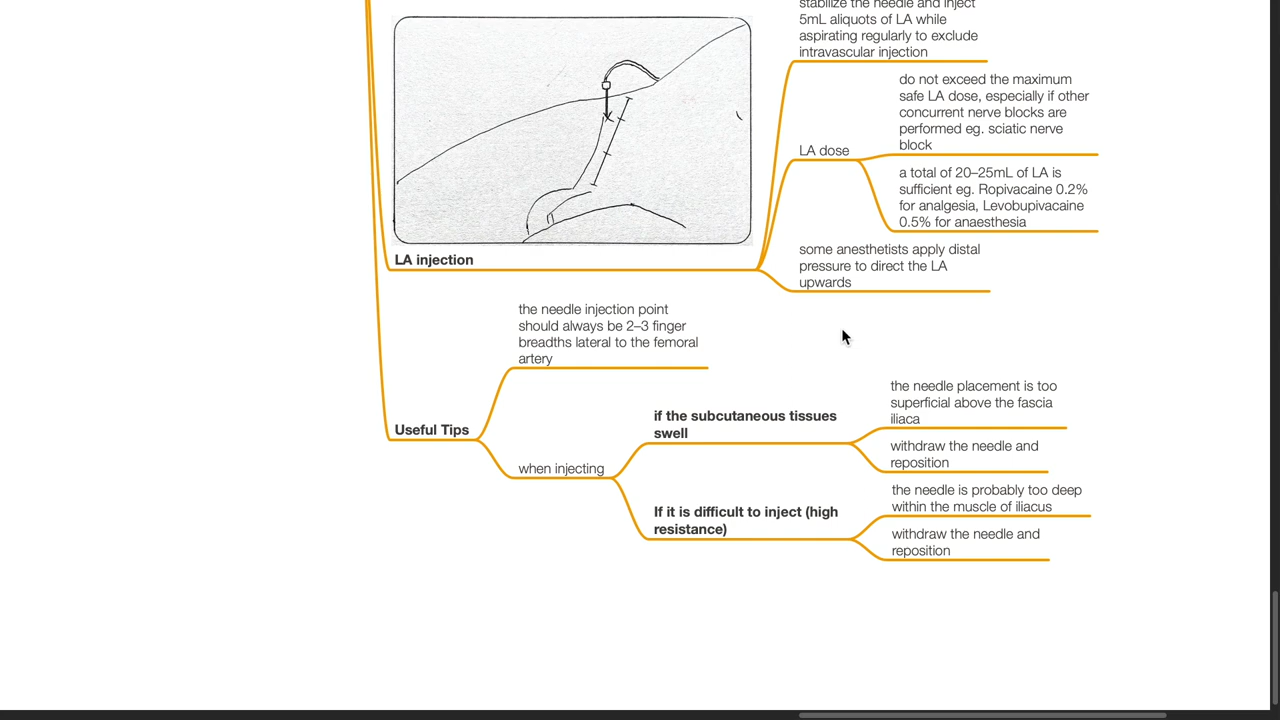 stabilize the needle and inject
5mL aliquots of LA while
aspirating regularly to exclude
intravascular injection
do not exceed the maximum
safe LA dose, especially if other
concurrent nerve blocks are
performed eg. sciatic nerve
block
LA dose
a total of 20–25mL of LA is
sufficient eg. Ropivacaine 0.2%
for analgesia, Levobupivacaine
0.5% for anaesthesia
some anesthetists apply distal
pressure to direct the LA
upwards
LA injection
the needle injection point
should always be 2–3 finger
breadths lateral to the femoral
artery
Useful Tips
when injecting
if the subcutaneous tissues
swell
the needle placement is too
superficial above the fascia
iliaca
withdraw the needle and
reposition
If it is difficult to inject (high
resistance)
the needle is probably too deep
within the muscle of iliacus
withdraw the needle and
reposition